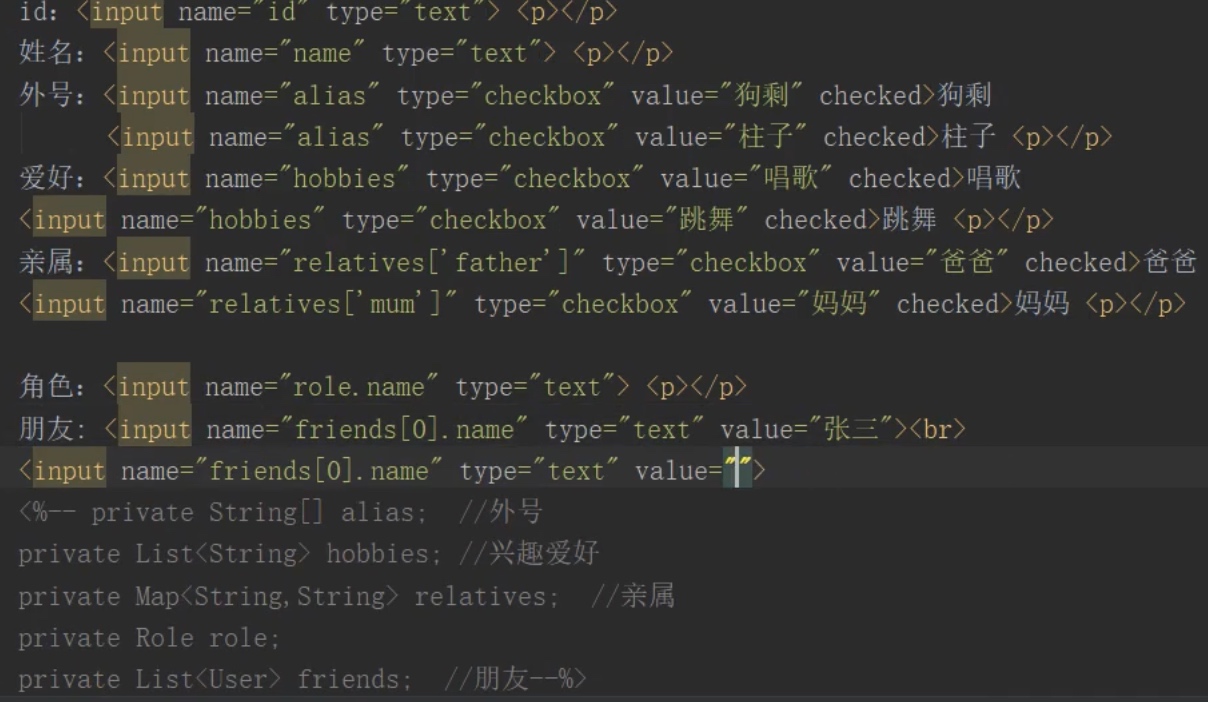 id: <input name="id" type="text"> <p></p>
姓名: <input name="name" type="text"> <p></p>
外号: <input name="alias" type="checkbox" value="狗剩" checked>狗剩
<input name="alias" type="checkbox" value="柱子" checked>柱子 <p></p>
爱好: <input name="hobbies" type="checkbox" value="唱歌" checked>唱歌
<input name="hobbies" type="checkbox" value="跳舞" checked>跳舞 <p></p>
亲属: <input name="relatives['father']" type="checkbox" value="爸爸" checked>爸爸
<input name="relatives['mum']" type="checkbox" value="妈妈" checked>妈妈 <p></p>
角色: <input name="role.name" type="text"> <p></p>
朋友: <input name="friends[0].name" type="text" value="张三"><br>
<input name="friends[0].name" type="text" value="">
<%-- private String[] alias;  //外号
private List<String> hobbies; //兴趣爱好
private Map<String,String> relatives;  //亲属
private Role role;
private List<User> friends;  //朋友--%>